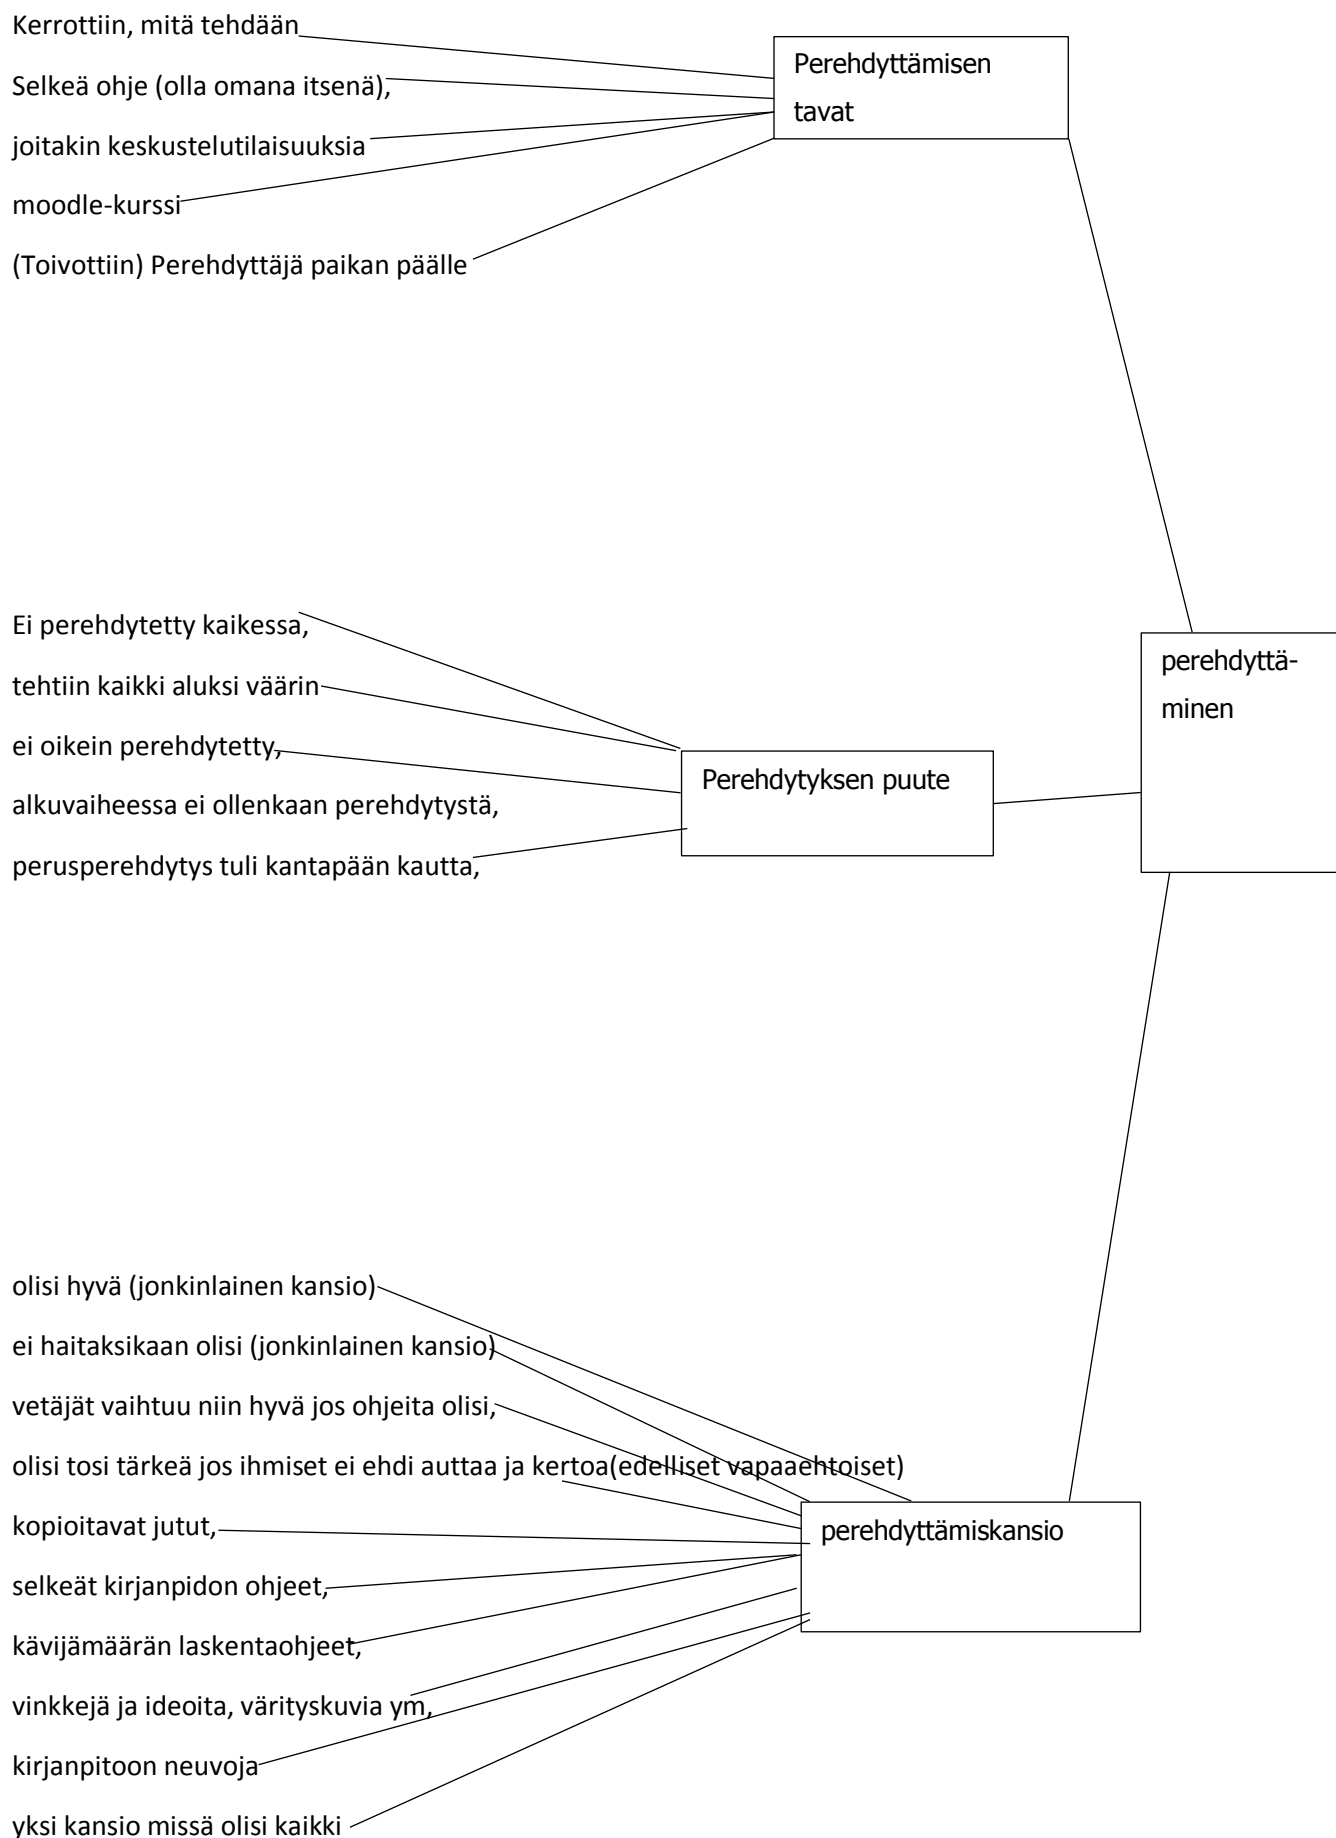 Kerrottiin, mitä tehdään
Selkeä ohje (olla omana itsenä),
joitakin keskustelutilaisuuksia
moodle-kurssi
(Toivottiin) Perehdyttäjä paikan päälle
Perehdyttämisen
tavat
Ei perehdytetty kaikessa,
tehtiin kaikki aluksi väärin
ei oikein perehdytetty,
alkuvaiheessa ei ollenkaan perehdytystä,
perusperehdytys tuli kantapään kautta,
Perehdytyksen puute
perehdyttä-
minen
olisi hyvä (jonkinlainen kansio)
ei haitaksikaan olisi (jonkinlainen kansio)
vetäjät vaihtuu niin hyvä jos ohjeita olisi,
olisi tosi tärkeä jos ihmiset ei ehdi auttaa ja kertoa(edelliset vapaaehtoiset)
kopioitavat jutut,
selkeät kirjanpidon ohjeet,
kävijämäärän laskentaohjeet,
vinkkejä ja ideoita, värityskuvia ym,
kirjanpitoon neuvoja
yksi kansio missä olisi kaikki
perehdyttämiskansio